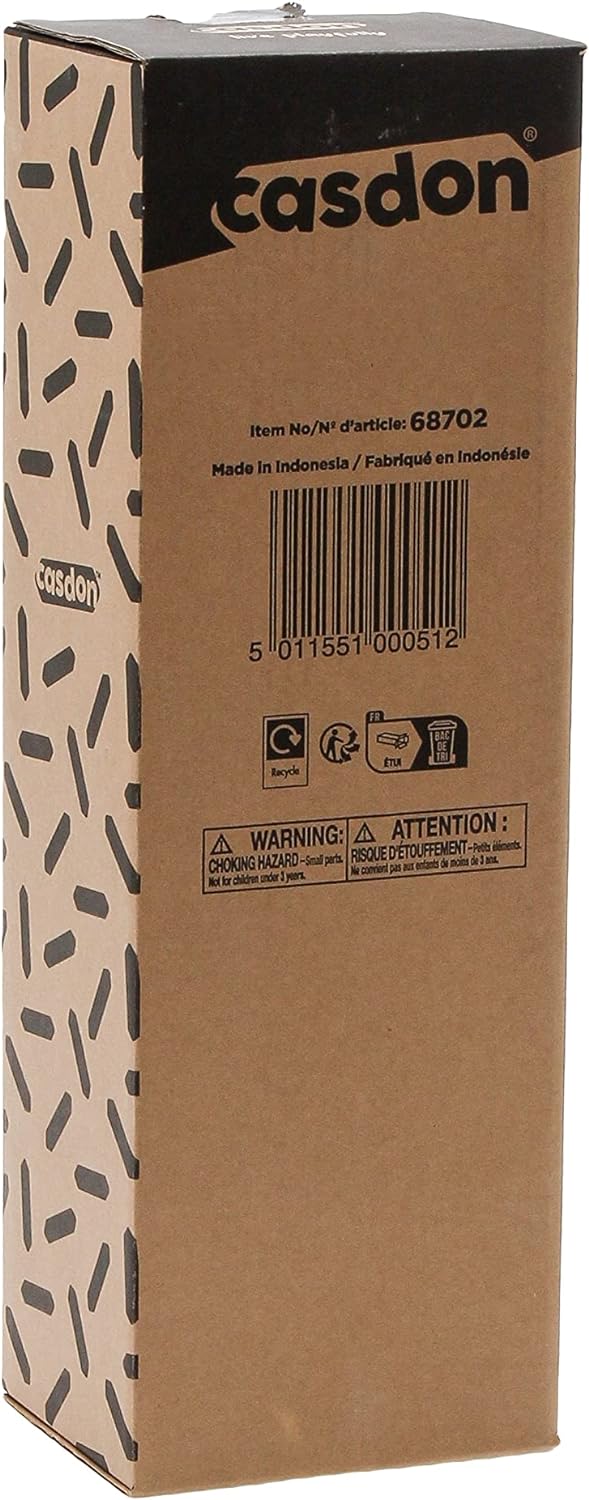 casdon®
Item No/Nº d'article: 68702
Made in Indonesia / Fabriqué en Indonésie
5 011551 000512
Recycle
FR
ÉTUI
BAC
DE
TRI
WARNING:
CHOKING HAZARD – Small parts.
Not for children under 3 years.
ATTENTION :
RISQUE D'ÉTOUFFEMENT – Petits éléments.
Ne convient pas aux enfants de moins de 3 ans.
casdon™